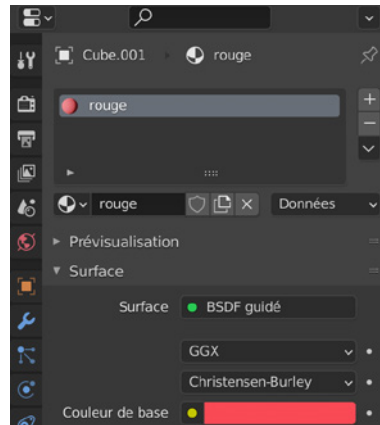 Cube.001 rouge
rouge
rouge Données
Prévisualisation
Surface
Surface BSDF guidé
GGX
Christensen-Burley
Couleur de base